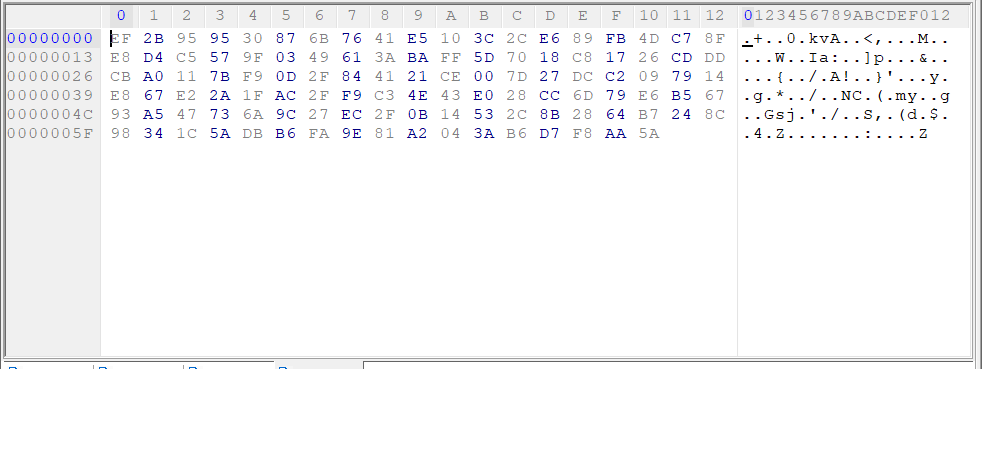 0 1 2 3 4 5 6 7 8 9 A B C D E F 10 11 12 0123456789ABCDEF012
00000000 EF 2B 95 95 30 87 6B 76 41 E5 10 3C 2C E6 89 FB 4D C7 8F .+..0.kvA..<,...M..
00000013 E8 D4 C5 57 9F 03 49 61 3A BA FF 5D 70 18 C8 17 26 CD DD ...W..Ia:..]p...&..
00000026 CB A0 11 7B F9 0D 2F 84 41 21 CE 00 7D 27 DC C2 09 79 14 ...{../.A!..}'...y.
00000039 E8 67 E2 2A 1F AC 2F F9 C3 4E 43 E0 28 CC 6D 79 E6 B5 67 .g.*../..NC.(.my..g
0000004C 93 A5 47 73 6A 9C 27 EC 2F 0B 14 53 2C 8B 28 64 B7 24 8C ..Gsj.'./..S,.(d.$.
0000005F 98 34 1C 5A DB B6 FA 9E 81 A2 04 3A B6 D7 F8 AA 5A .4.Z.......:....Z